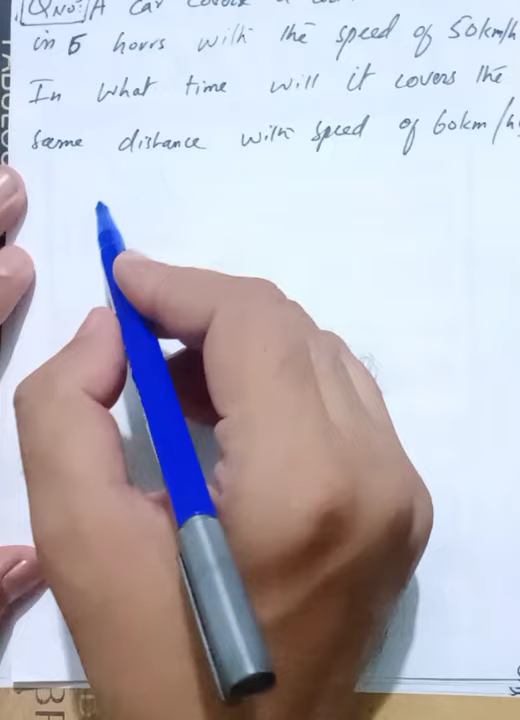 QNO: A car
in 5 hours with the speed of 50km/h
In what time will it covers the
same distance with speed of 60km/h